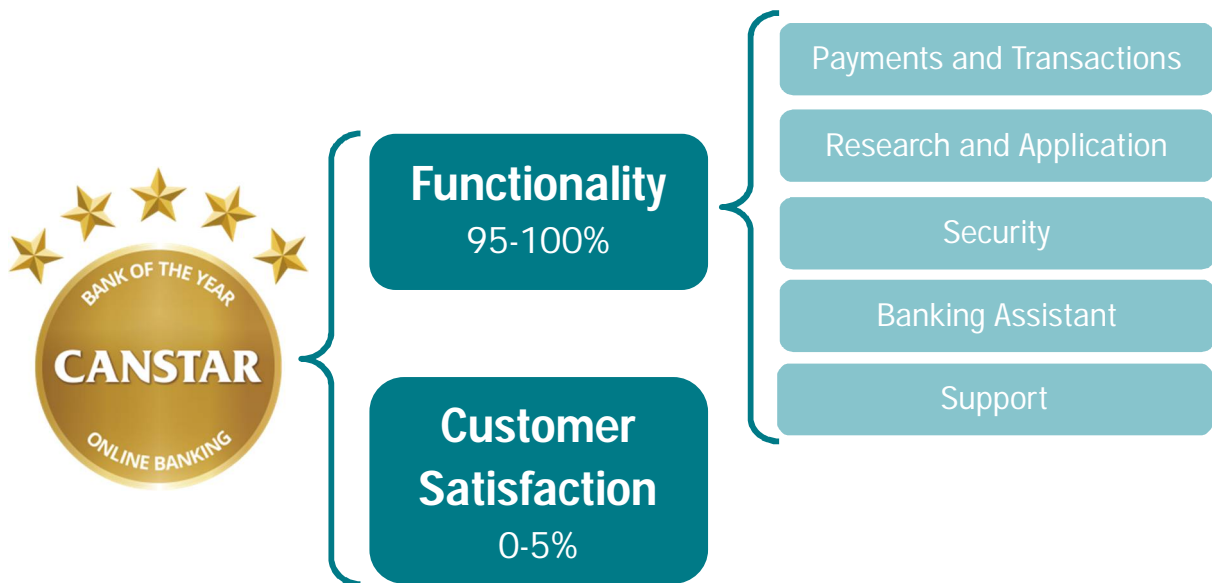 BANK OF THE YEAR
CANSTAR
ONLINE BANKING
Functionality
95-100%
Customer
Satisfaction
0-5%
Payments and Transactions
Research and Application
Security
Banking Assistant
Support